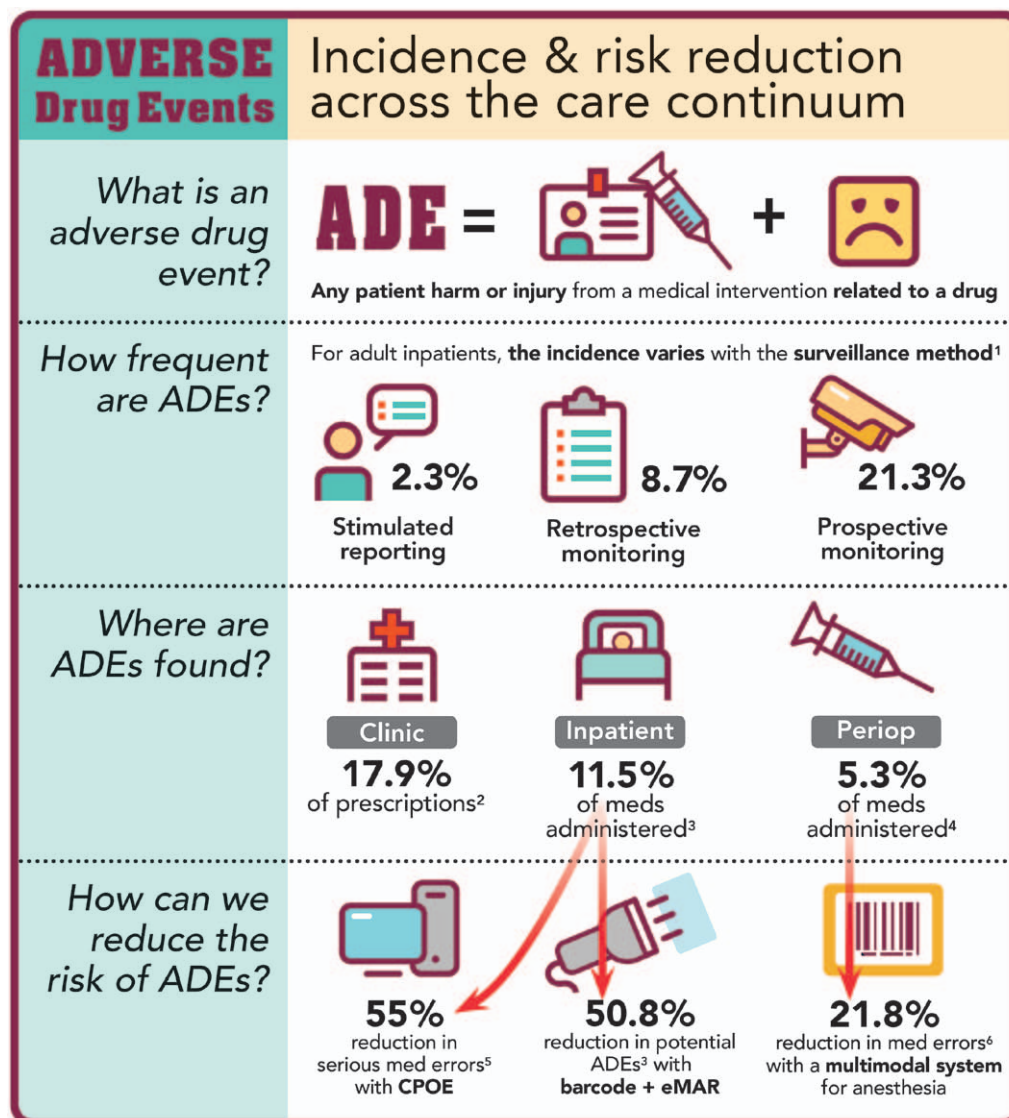 ADVERSE
Drug Events
Incidence & risk reduction
across the care continuum
What is an
adverse drug
event?
ADE = +
Any patient harm or injury from a medical intervention related to a drug
How frequent
are ADEs?
For adult inpatients, the incidence varies with the surveillance method¹
2.3%
Stimulated
reporting
8.7%
Retrospective
monitoring
21.3%
Prospective
monitoring
Where are
ADEs found?
Clinic
17.9%
of prescriptions²
Inpatient
11.5%
of meds
administered³
Periop
5.3%
of meds
administered⁴
How can we
reduce the
risk of ADEs?
55%
reduction in
serious med errors⁵
with CPOE
50.8%
reduction in potential
ADEs³ with
barcode + eMAR
21.8%
reduction in med errors⁶
with a multimodal system
for anesthesia